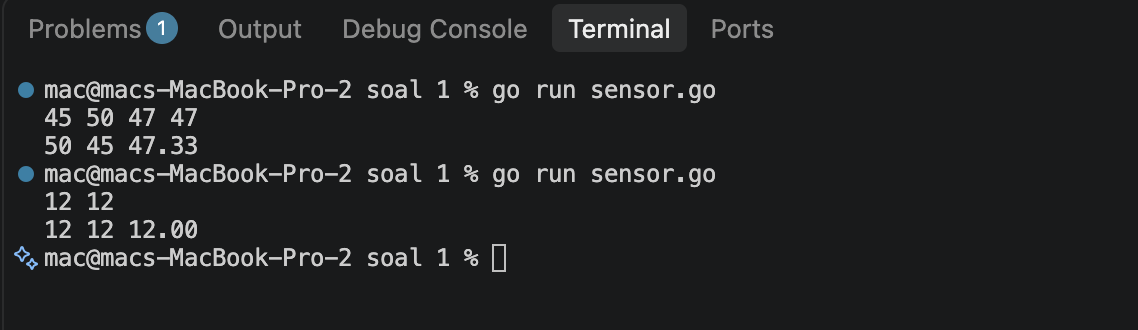 Problems 1 Output Debug Console Terminal Ports
mac@macs-MacBook-Pro-2 soal 1 % go run sensor.go
45 50 47 47
50 45 47.33
mac@macs-MacBook-Pro-2 soal 1 % go run sensor.go
12 12
12 12 12.00
mac@macs-MacBook-Pro-2 soal 1 %